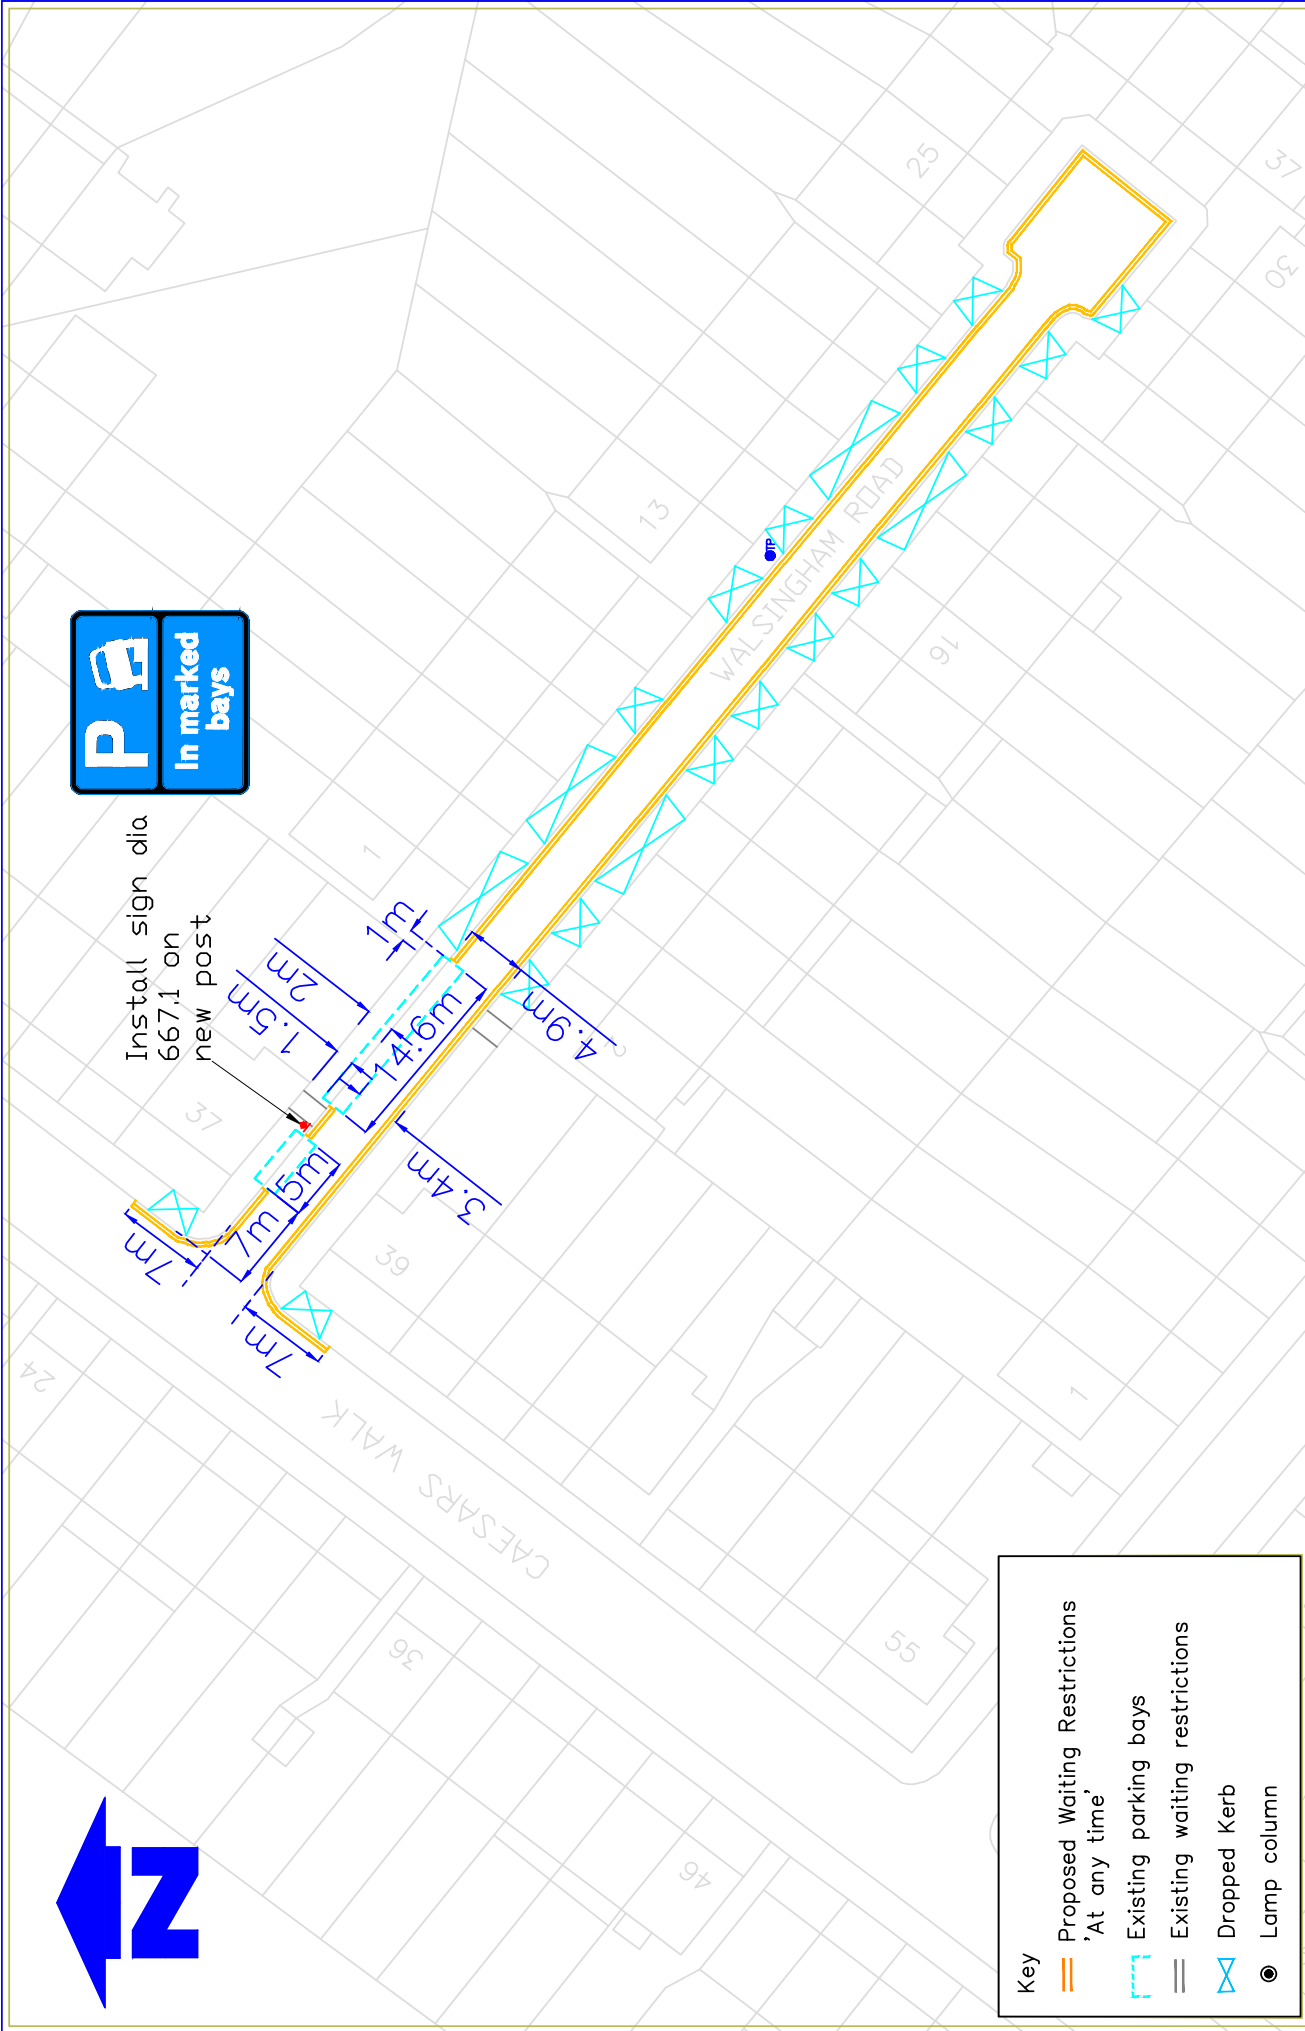 P
In marked
bays
Install sign dia
667.1 on
new post
1m
2m
1.5m
14.6m
4.9m
3.4m
5m
7m
7m
7m
TP
WALSINGHAM ROAD
CAESARS WALK
25
37
30
13
16
1
2
37
39
24
36
55
46
1
N
Key
Proposed Waiting Restrictions
'At any time'
Existing parking bays
Existing waiting restrictions
Dropped Kerb
Lamp column